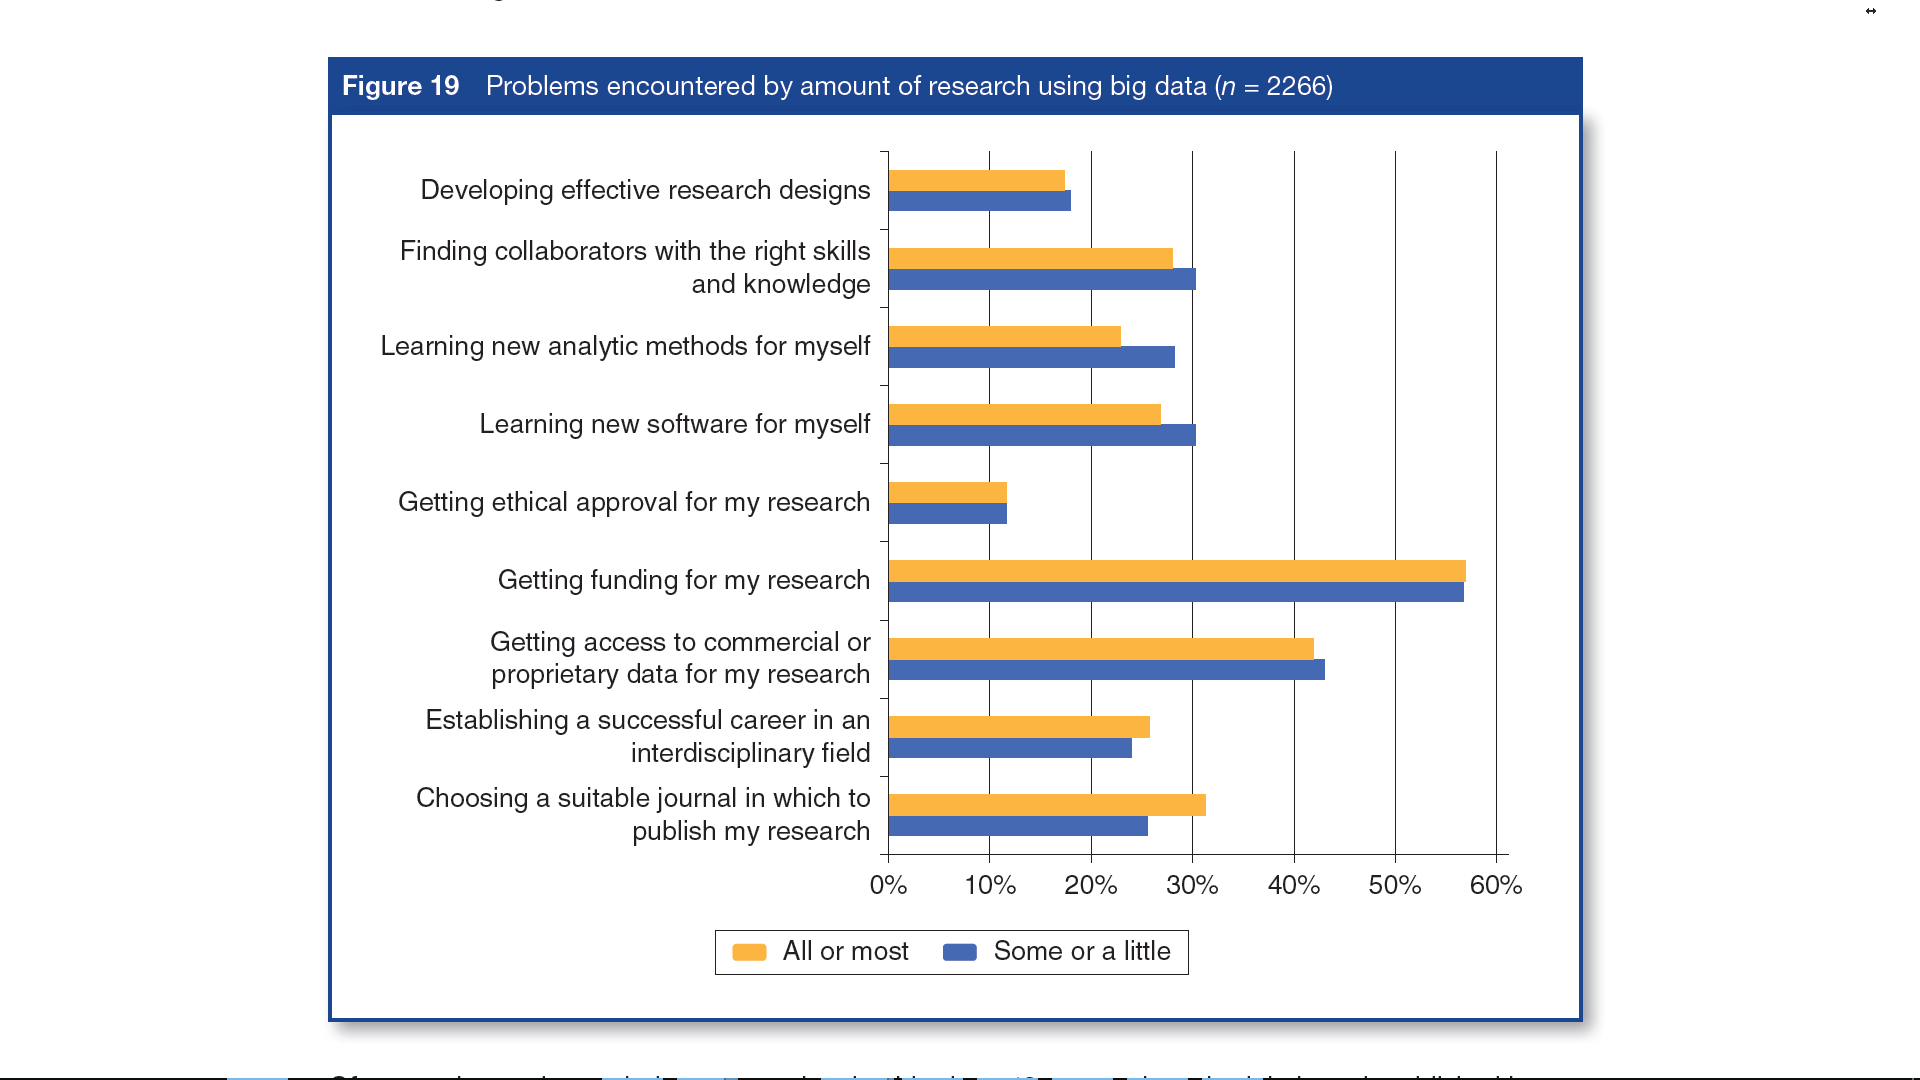 Figure 19 Problems encountered by amount of research using big data (n = 2266)
Developing effective research designs
Finding collaborators with the right skills
and knowledge
Learning new analytic methods for myself
Learning new software for myself
Getting ethical approval for my research
Getting funding for my research
Getting access to commercial or
proprietary data for my research
Establishing a successful career in an
interdisciplinary field
Choosing a suitable journal in which to
publish my research
0% 10% 20% 30% 40% 50% 60%
All or most Some or a little